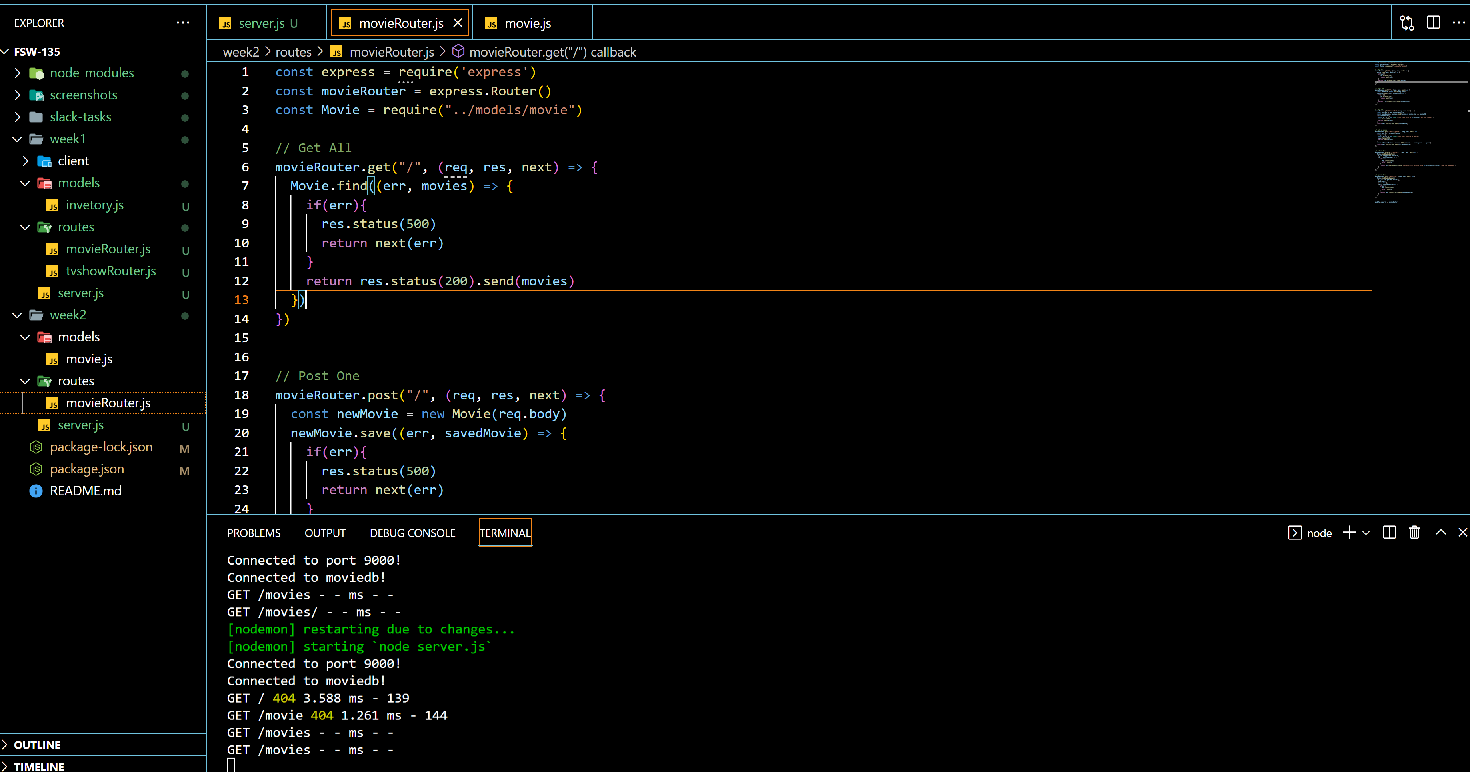 EXPLORER ...
FSW-135
node_modules
screenshots
slack-tasks
week1
client
models
invetory.js U
routes
movieRouter.js U
tvshowRouter.js U
server.js U
week2
models
movie.js
routes
movieRouter.js
server.js U
package-lock.json M
package.json M
README.md
OUTLINE
TIMELINE
JS server.js U JS movieRouter.js JS movie.js
week2 > routes > JS movieRouter.js > movieRouter.get("/") callback
1 const express = require('express')
2 const movieRouter = express.Router()
3 const Movie = require("../models/movie")
4
5 // Get All
6 movieRouter.get("/", (req, res, next) => {
7 Movie.find((err, movies) => {
8 if(err){
9 res.status(500)
10 return next(err)
11 }
12 return res.status(200).send(movies)
13 })
14 })
15
16
17 // Post One
18 movieRouter.post("/", (req, res, next) => {
19 const newMovie = new Movie(req.body)
20 newMovie.save((err, savedMovie) => {
21 if(err){
22 res.status(500)
23 return next(err)
24 }
PROBLEMS OUTPUT DEBUG CONSOLE TERMINAL node
Connected to port 9000!
Connected to moviedb!
GET /movies - - ms - -
GET /movies/ - - ms - -
[nodemon] restarting due to changes...
[nodemon] starting `node server.js`
Connected to port 9000!
Connected to moviedb!
GET / 404 3.588 ms - 139
GET /movie 404 1.261 ms - 144
GET /movies - - ms - -
GET /movies - - ms - -